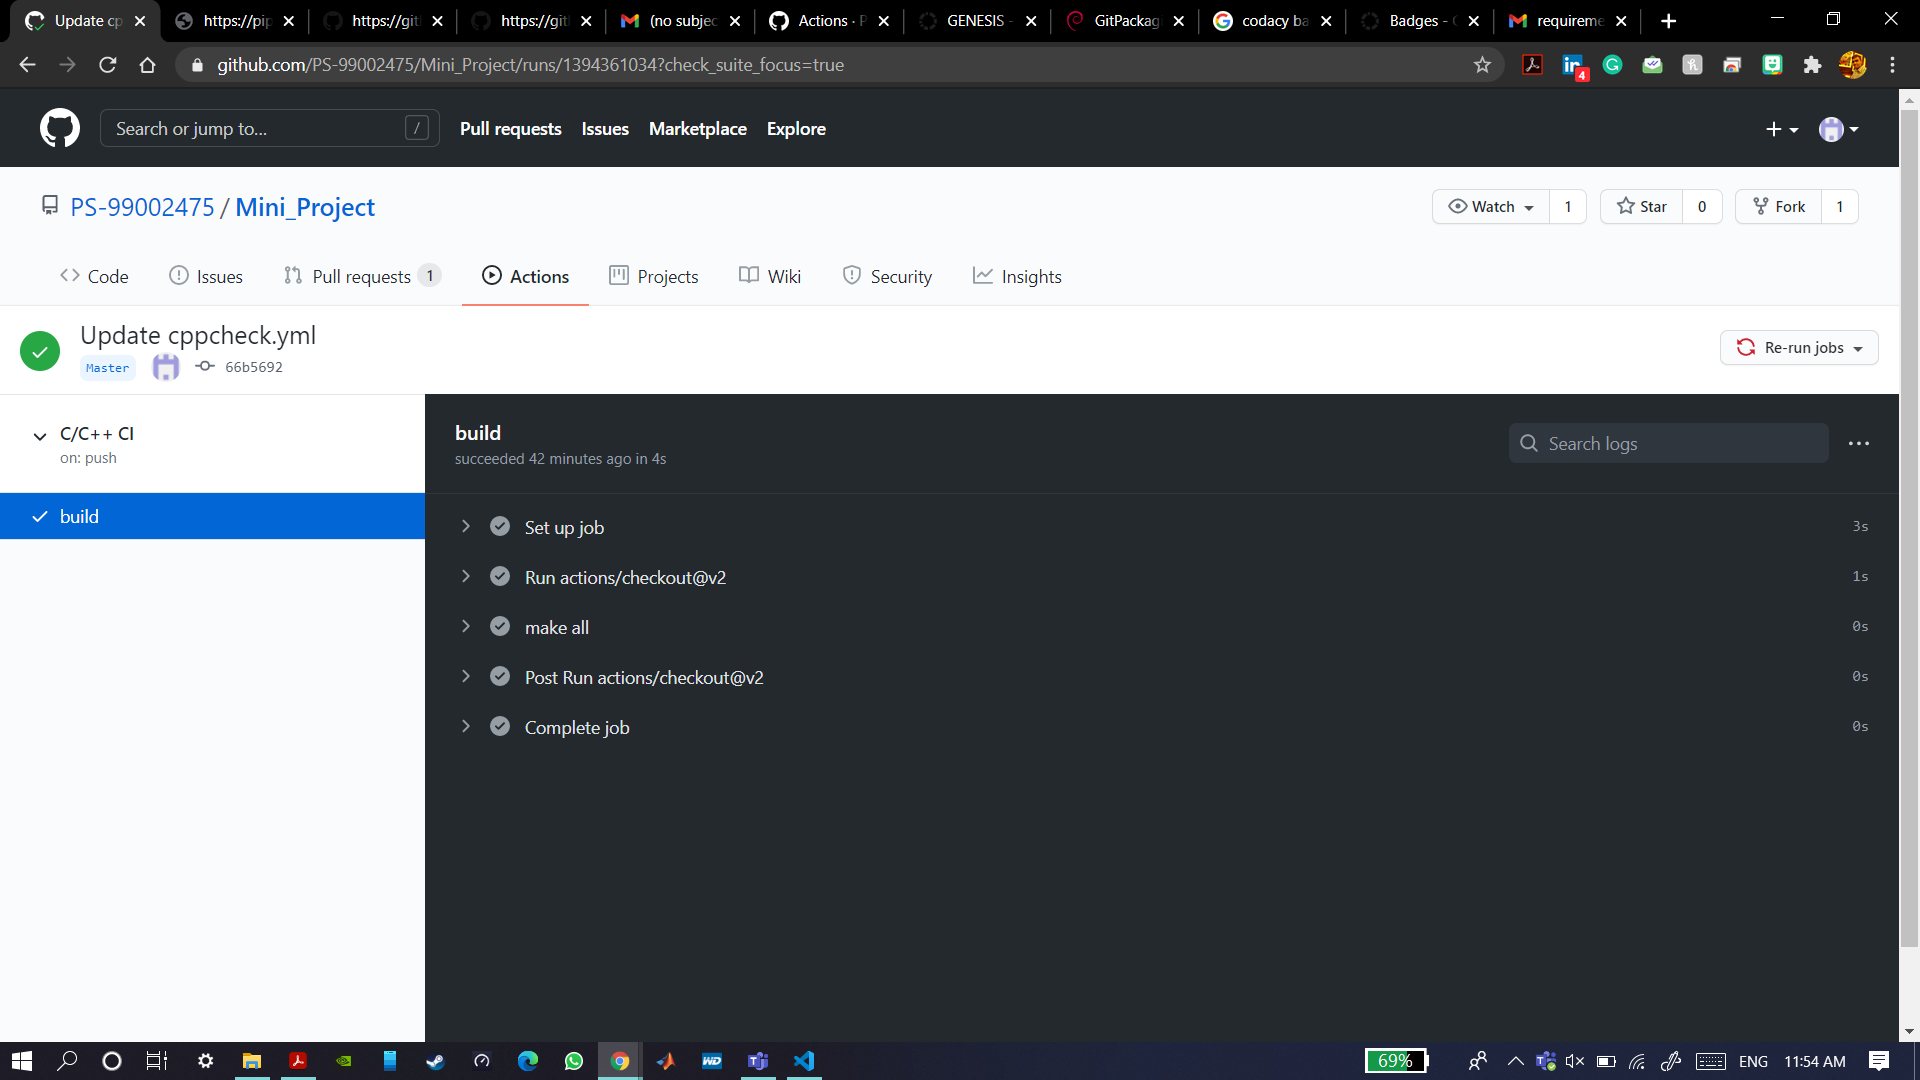 Update cp
https://pip
https://git
https://git
(no subjec
Actions · P
GENESIS -
GitPackag
codacy ba
Badges - C
requireme
github.com/PS-99002475/Mini_Project/runs/1394361034?check_suite_focus=true
4
Search or jump to...
/
Pull requests
Issues
Marketplace
Explore
PS-99002475 / Mini_Project
Watch 1
Star 0
Fork 1
Code
Issues
Pull requests 1
Actions
Projects
Wiki
Security
Insights
Update cppcheck.yml
Master
66b5692
Re-run jobs
C/C++ CI
on: push
build
build
succeeded 42 minutes ago in 4s
Search logs
Set up job 3s
Run actions/checkout@v2 1s
make all 0s
Post Run actions/checkout@v2 0s
Complete job 0s
69%
ENG
11:54 AM